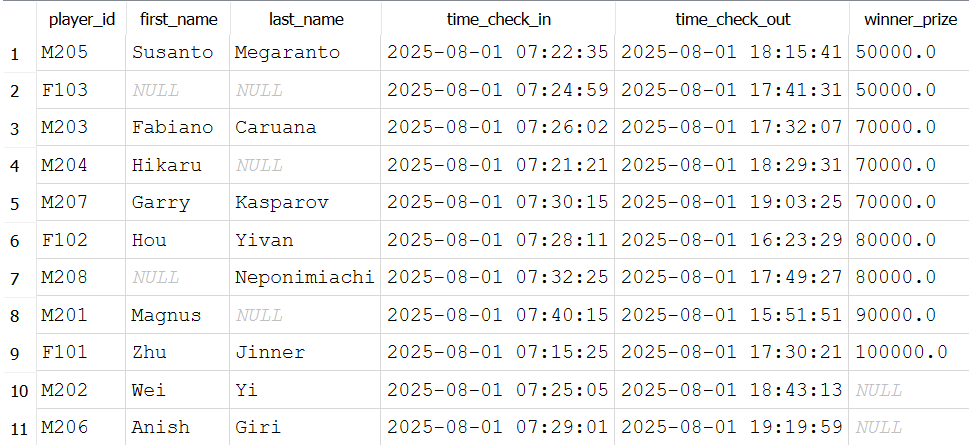 player_id first_name last_name time_check_in time_check_out winner_prize
1 M205 Susanto Megaranto 2025-08-01 07:22:35 2025-08-01 18:15:41 50000.0
2 F103 NULL NULL 2025-08-01 07:24:59 2025-08-01 17:41:31 50000.0
3 M203 Fabiano Caruana 2025-08-01 07:26:02 2025-08-01 17:32:07 70000.0
4 M204 Hikaru NULL 2025-08-01 07:21:21 2025-08-01 18:29:31 70000.0
5 M207 Garry Kasparov 2025-08-01 07:30:15 2025-08-01 19:03:25 70000.0
6 F102 Hou Yivan 2025-08-01 07:28:11 2025-08-01 16:23:29 80000.0
7 M208 NULL Neponimiachi 2025-08-01 07:32:25 2025-08-01 17:49:27 80000.0
8 M201 Magnus NULL 2025-08-01 07:40:15 2025-08-01 15:51:51 90000.0
9 F101 Zhu Jinner 2025-08-01 07:15:25 2025-08-01 17:30:21 100000.0
10 M202 Wei Yi 2025-08-01 07:25:05 2025-08-01 18:43:13 NULL
11 M206 Anish Giri 2025-08-01 07:29:01 2025-08-01 19:19:59 NULL